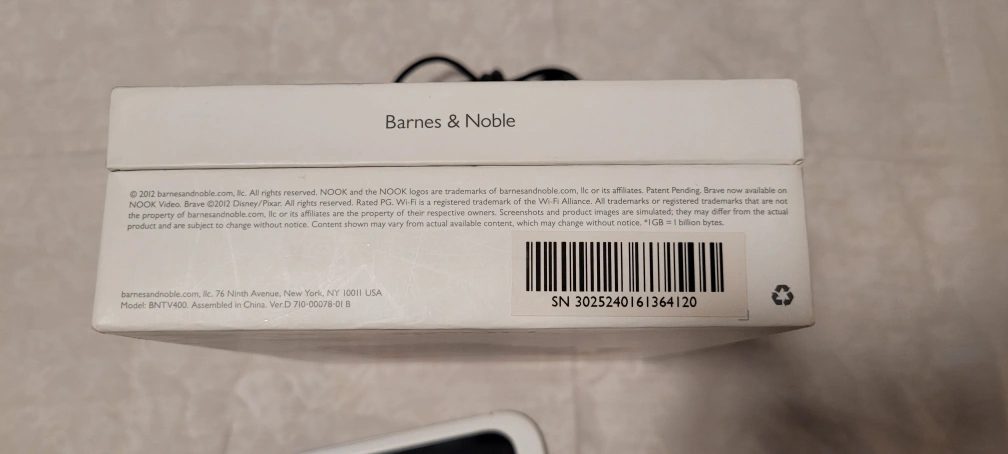 Barnes & Noble
© 2012 barnesandnoble.com, llc. All rights reserved. NOOK and the NOOK logos are trademarks of barnesandnoble.com, llc or its affiliates. Patent Pending. Brave now available on
NOOK Video. Brave ©2012 Disney/Pixar. All rights reserved. Rated PG. Wi-Fi is a registered trademark of the Wi-Fi Alliance. All trademarks or registered trademarks that are not
the property of barnesandnoble.com, llc or its affiliates are the property of their respective owners. Screenshots and product images are simulated; they may differ from the actual
product and are subject to change without notice. Content shown may vary from actual available content, which may change without notice. *1GB = 1 billion bytes.
barnesandnoble.com, llc. 76 Ninth Avenue, New York, NY 10011 USA
Model: BNTV400. Assembled in China. Ver.D 710-00078-01 B
SN 3025240161364120